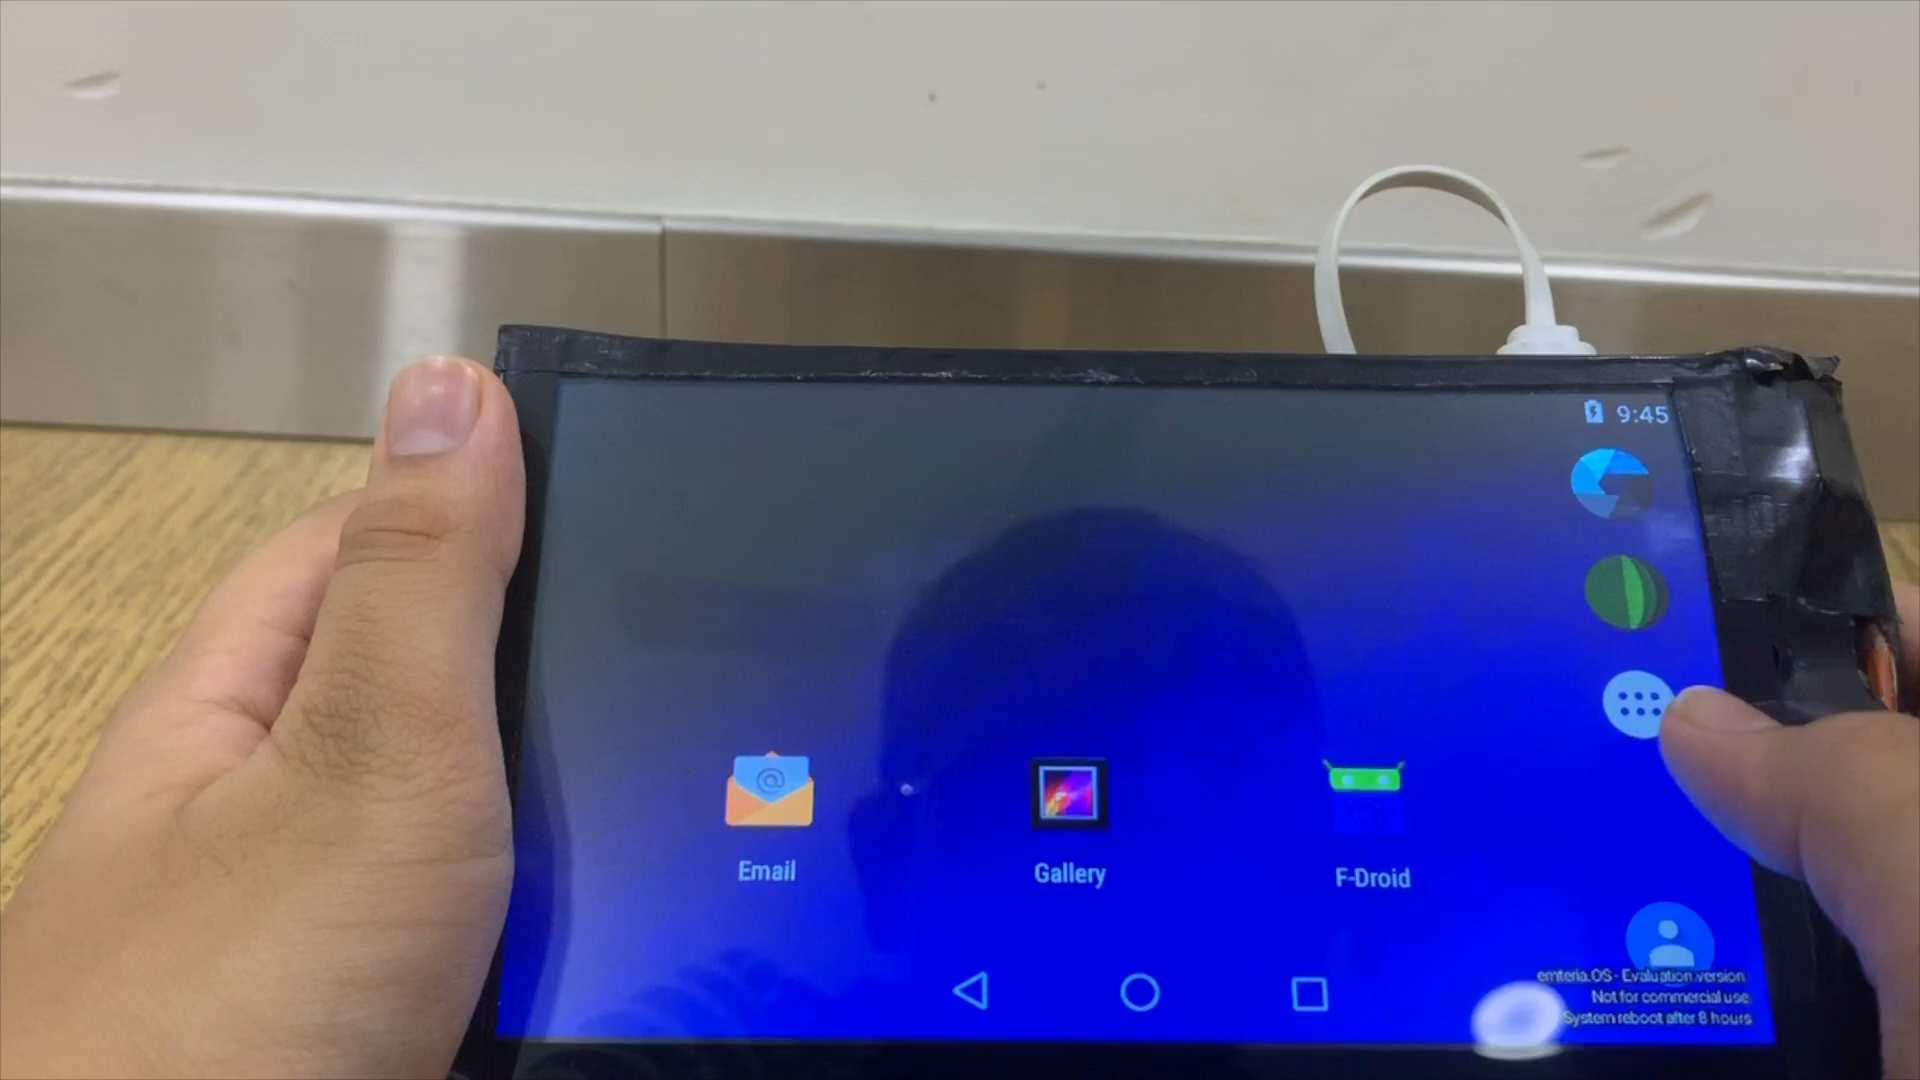 9:45
@
Email
Gallery
F-Droid
emteria.OS - Evaluation version
Not for commercial use
System reboot after 8 hours